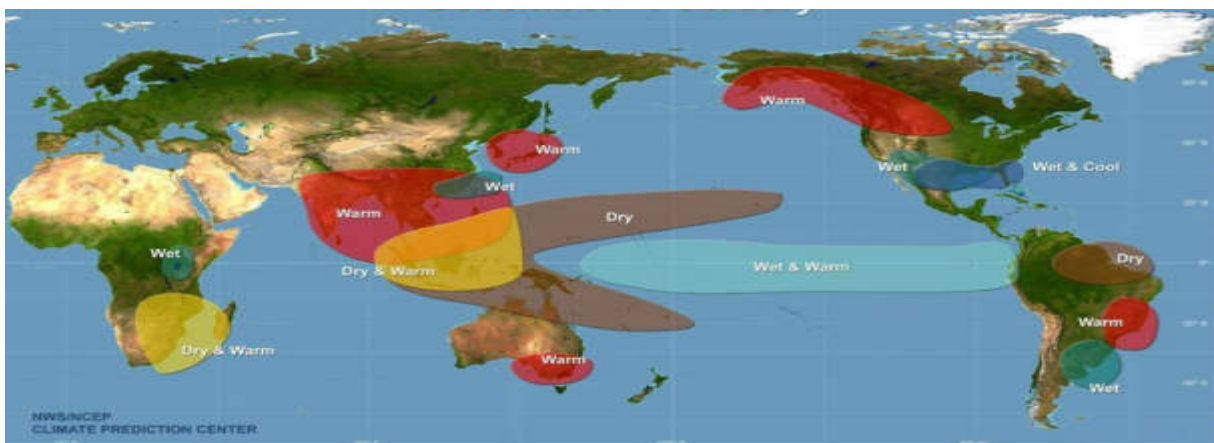 Warm
Warm
Wet
Wet & Cool
Wet
Warm
Dry
Wet
Dry & Warm
Wet & Warm
Dry
Warm
Dry & Warm
Warm
Wet
NWS/NCEP
CLIMATE PREDICTION CENTER